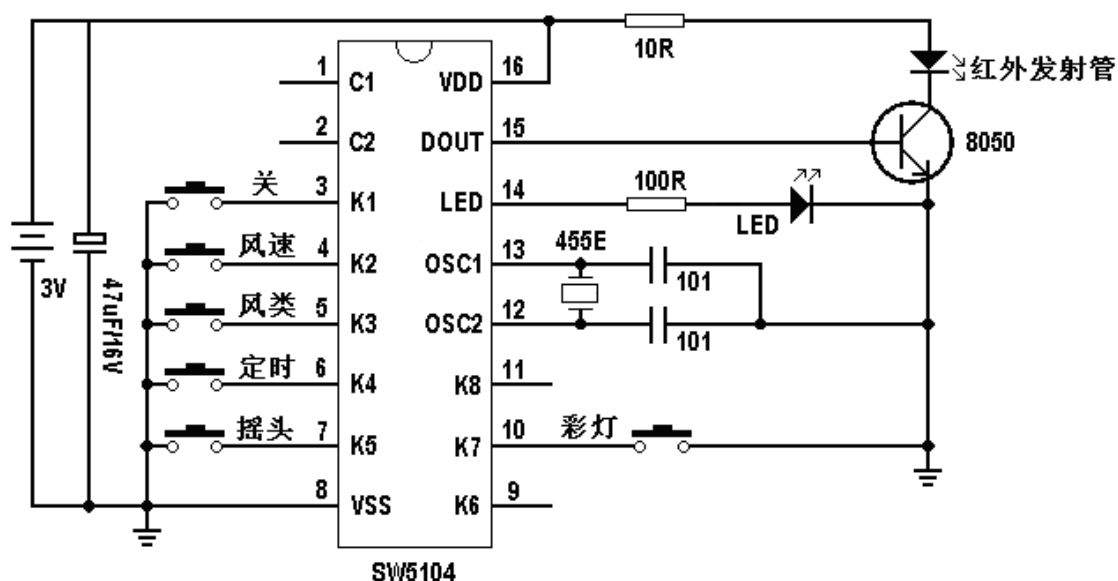 10R
红外发射管
8050
1 C1 VDD 16
2 C2 DOUT 15
关 3 K1 LED 14 100R LED
风速 4 K2 OSC1 13 455E 101
风类 5 K3 OSC2 12 101
定时 6 K4 K8 11
摇头 7 K5 K7 10 彩灯
8 VSS K6 9
3V
47uF/16V
SW5104